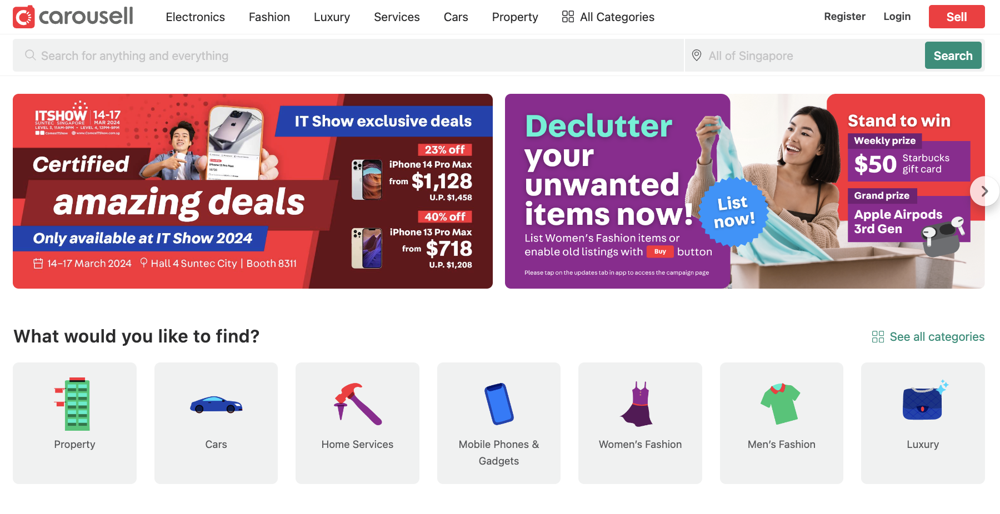 carousell
Electronics
Fashion
Luxury
Services
Cars
Property
All Categories
Register
Login
Sell
Search for anything and everything
All of Singapore
Search
ITSHOW 14-17
SUNTEC SINGAPORE MAR 2024
LEVEL 3, 11AM-9PM • LEVEL 4, 12PM-9PM
ComexITShow www.ComexITShow.com.sg
Certified
amazing deals
Only available at IT Show 2024
14–17 March 2024 Hall 4 Suntec City | Booth 8311
iPhone 13 Pro Max
IT Show exclusive deals
23% off
iPhone 14 Pro Max
from $1,128
U.P. $1,458
40% off
iPhone 13 Pro Max
from $718
U.P. $1,208
Declutter
your
unwanted
items now!
List Women's Fashion items or
enable old listings with Buy button
Please tap on the updates tab in app to access the campaign page
List
now!
Stand to win
Weekly prize
$50 Starbucks
gift card
Grand prize
Apple Airpods
3rd Gen
What would you like to find?
See all categories
Property
Cars
Home Services
Mobile Phones &
Gadgets
Women's Fashion
Men's Fashion
Luxury